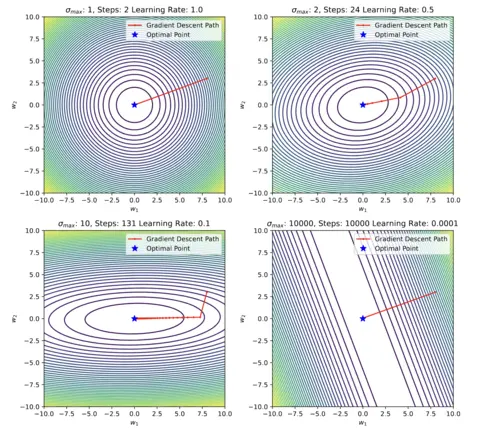 σmax: 1, Steps: 2 Learning Rate: 1.0
10.0
7.5
5.0
2.5
0.0
−2.5
−5.0
−7.5
−10.0
w₂
Gradient Descent Path
Optimal Point
−10.0 −7.5 −5.0 −2.5 0.0 2.5 5.0 7.5 10.0
w₁
σmax: 2, Steps: 24 Learning Rate: 0.5
10.0
7.5
5.0
2.5
0.0
−2.5
−5.0
−7.5
−10.0
w₂
Gradient Descent Path
Optimal Point
−10.0 −7.5 −5.0 −2.5 0.0 2.5 5.0 7.5 10.0
w₁
σmax: 10, Steps: 131 Learning Rate: 0.1
10.0
7.5
5.0
2.5
0.0
−2.5
−5.0
−7.5
−10.0
w₂
Gradient Descent Path
Optimal Point
−10.0 −7.5 −5.0 −2.5 0.0 2.5 5.0 7.5 10.0
w₁
σmax: 10000, Steps: 10000 Learning Rate: 0.0001
10.0
7.5
5.0
2.5
0.0
−2.5
−5.0
−7.5
−10.0
w₂
Gradient Descent Path
Optimal Point
−10.0 −7.5 −5.0 −2.5 0.0 2.5 5.0 7.5 10.0
w₁